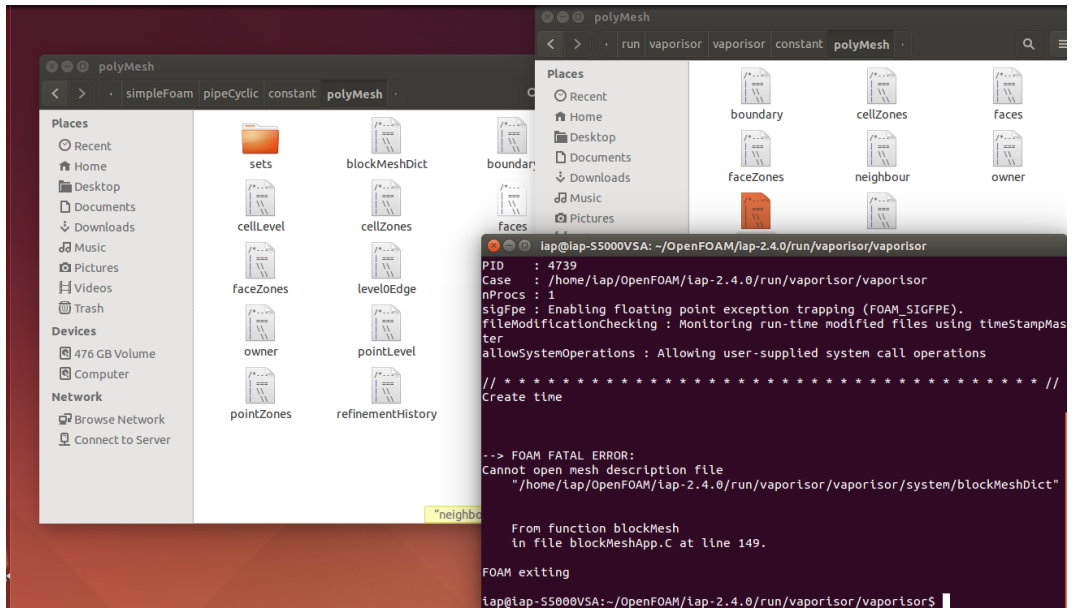 polyMesh
simpleFoam pipeCyclic constant polyMesh
Places
Recent
Home
Desktop
Documents
Downloads
Music
Pictures
Videos
Trash
Devices
476 GB Volume
Computer
Network
Browse Network
Connect to Server
sets blockMeshDict boundary
cellLevel cellZones faces
faceZones level0Edge
owner pointLevel
pointZones refinementHistory
"neighbo
polyMesh
run vaporisor vaporisor constant polyMesh
Places
Recent
Home
Desktop
Documents
Downloads
Music
Pictures
boundary cellZones faces
faceZones neighbour owner
iap@iap-S5000VSA: ~/OpenFOAM/iap-2.4.0/run/vaporisor/vaporisor
PID : 4739
Case : /home/iap/OpenFOAM/iap-2.4.0/run/vaporisor/vaporisor
nProcs : 1
sigFpe : Enabling floating point exception trapping (FOAM_SIGFPE).
fileModificationChecking : Monitoring run-time modified files using timeStampMas
ter
allowSystemOperations : Allowing user-supplied system call operations
// * * * * * * * * * * * * * * * * * * * * * * * * * * * * * * * * * * * * * //
Create time
--> FOAM FATAL ERROR:
Cannot open mesh description file
"/home/iap/OpenFOAM/iap-2.4.0/run/vaporisor/vaporisor/system/blockMeshDict"
From function blockMesh
in file blockMeshApp.C at line 149.
FOAM exiting
iap@iap-S5000VSA:~/OpenFOAM/iap-2.4.0/run/vaporisor/vaporisor$